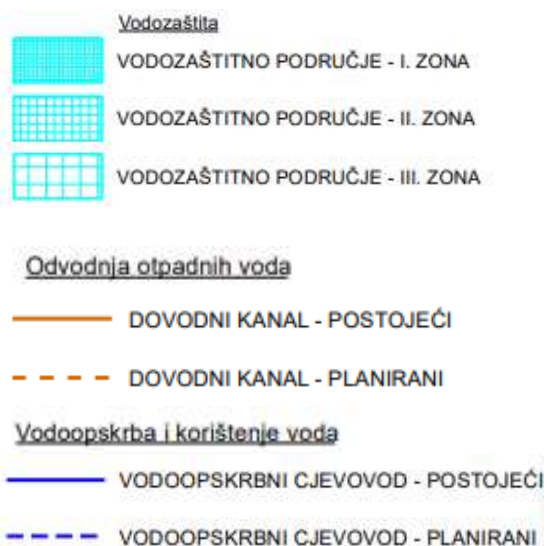 Vodozaštita
VODOZAŠTITNO PODRUČJE - I. ZONA
VODOZAŠTITNO PODRUČJE - II. ZONA
VODOZAŠTITNO PODRUČJE - III. ZONA
Odvodnja otpadnih voda
DOVODNI KANAL - POSTOJEĆI
DOVODNI KANAL - PLANIRANI
Vodoopskrba i korištenje voda
VODOOPSKRBNI CJEVOVOD - POSTOJEĆI
VODOOPSKRBNI CJEVOVOD - PLANIRANI